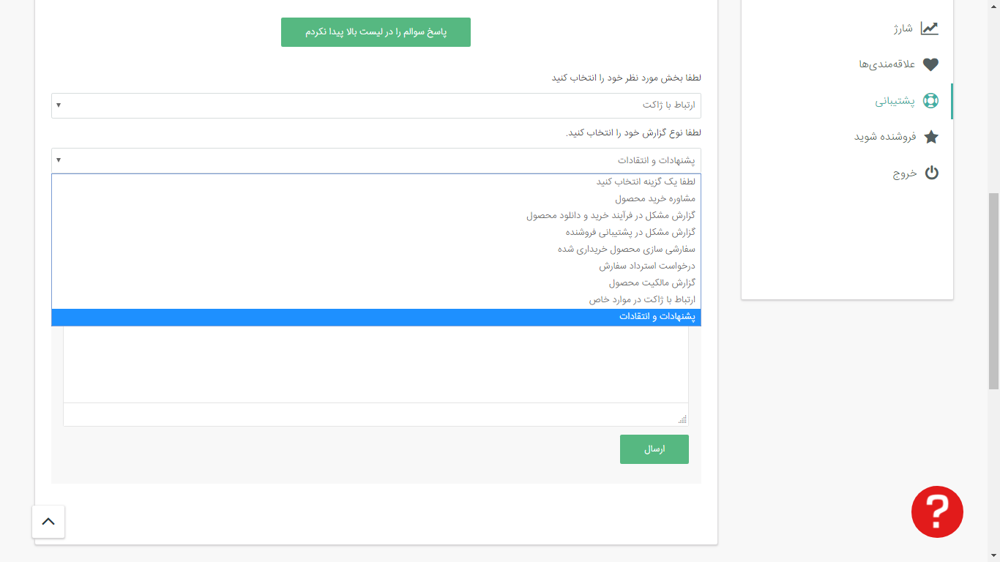 شارژ
علاقه‌مندی‌ها
پشتیبانی
فروشنده شوید
خروج
پاسخ سوالم را در لیست بالا پیدا نکردم
لطفا بخش مورد نظر خود را انتخاب کنید
ارتباط با ژاکت
لطفا نوع گزارش خود را انتخاب کنید.
پشنهادات و انتقادات
لطفا یک گزینه انتخاب کنید
مشاوره خرید محصول
گزارش مشکل در فرآیند خرید و دانلود محصول
گزارش مشکل در پشتیبانی فروشنده
سفارشی سازی محصول خریداری شده
درخواست استرداد سفارش
گزارش مالکیت محصول
ارتباط با ژاکت در موارد خاص
پشنهادات و انتقادات
ارسال
?